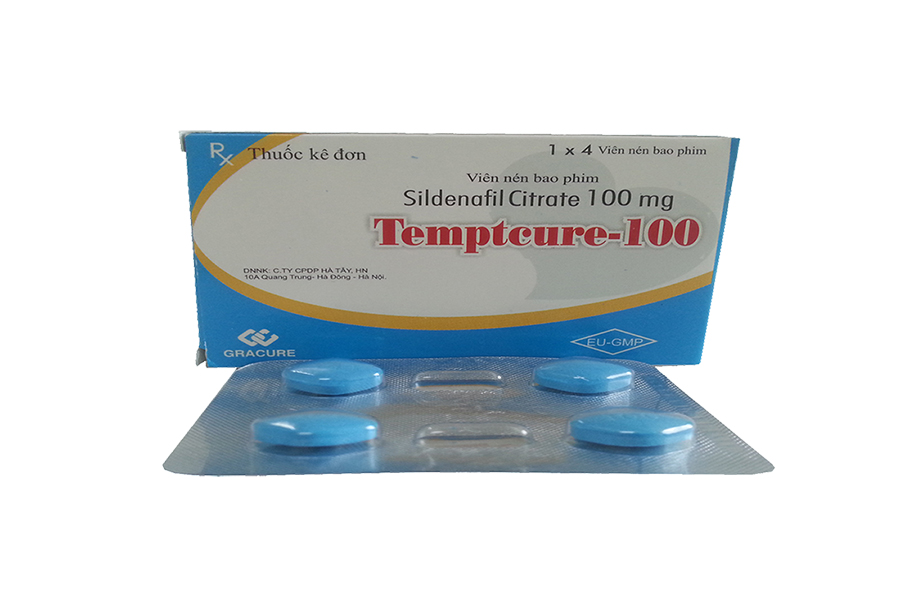 Rx Thuốc kê đơn
1 x 4 Viên nén bao phim
Viên nén bao phim
Sildenafil Citrate 100 mg
Temptcure-100
DNNK: C.TY CPDP HÀ TÂY, HN
10A Quang Trung- Hà Đông - Hà Nội.
GRACURE
EU-GMP